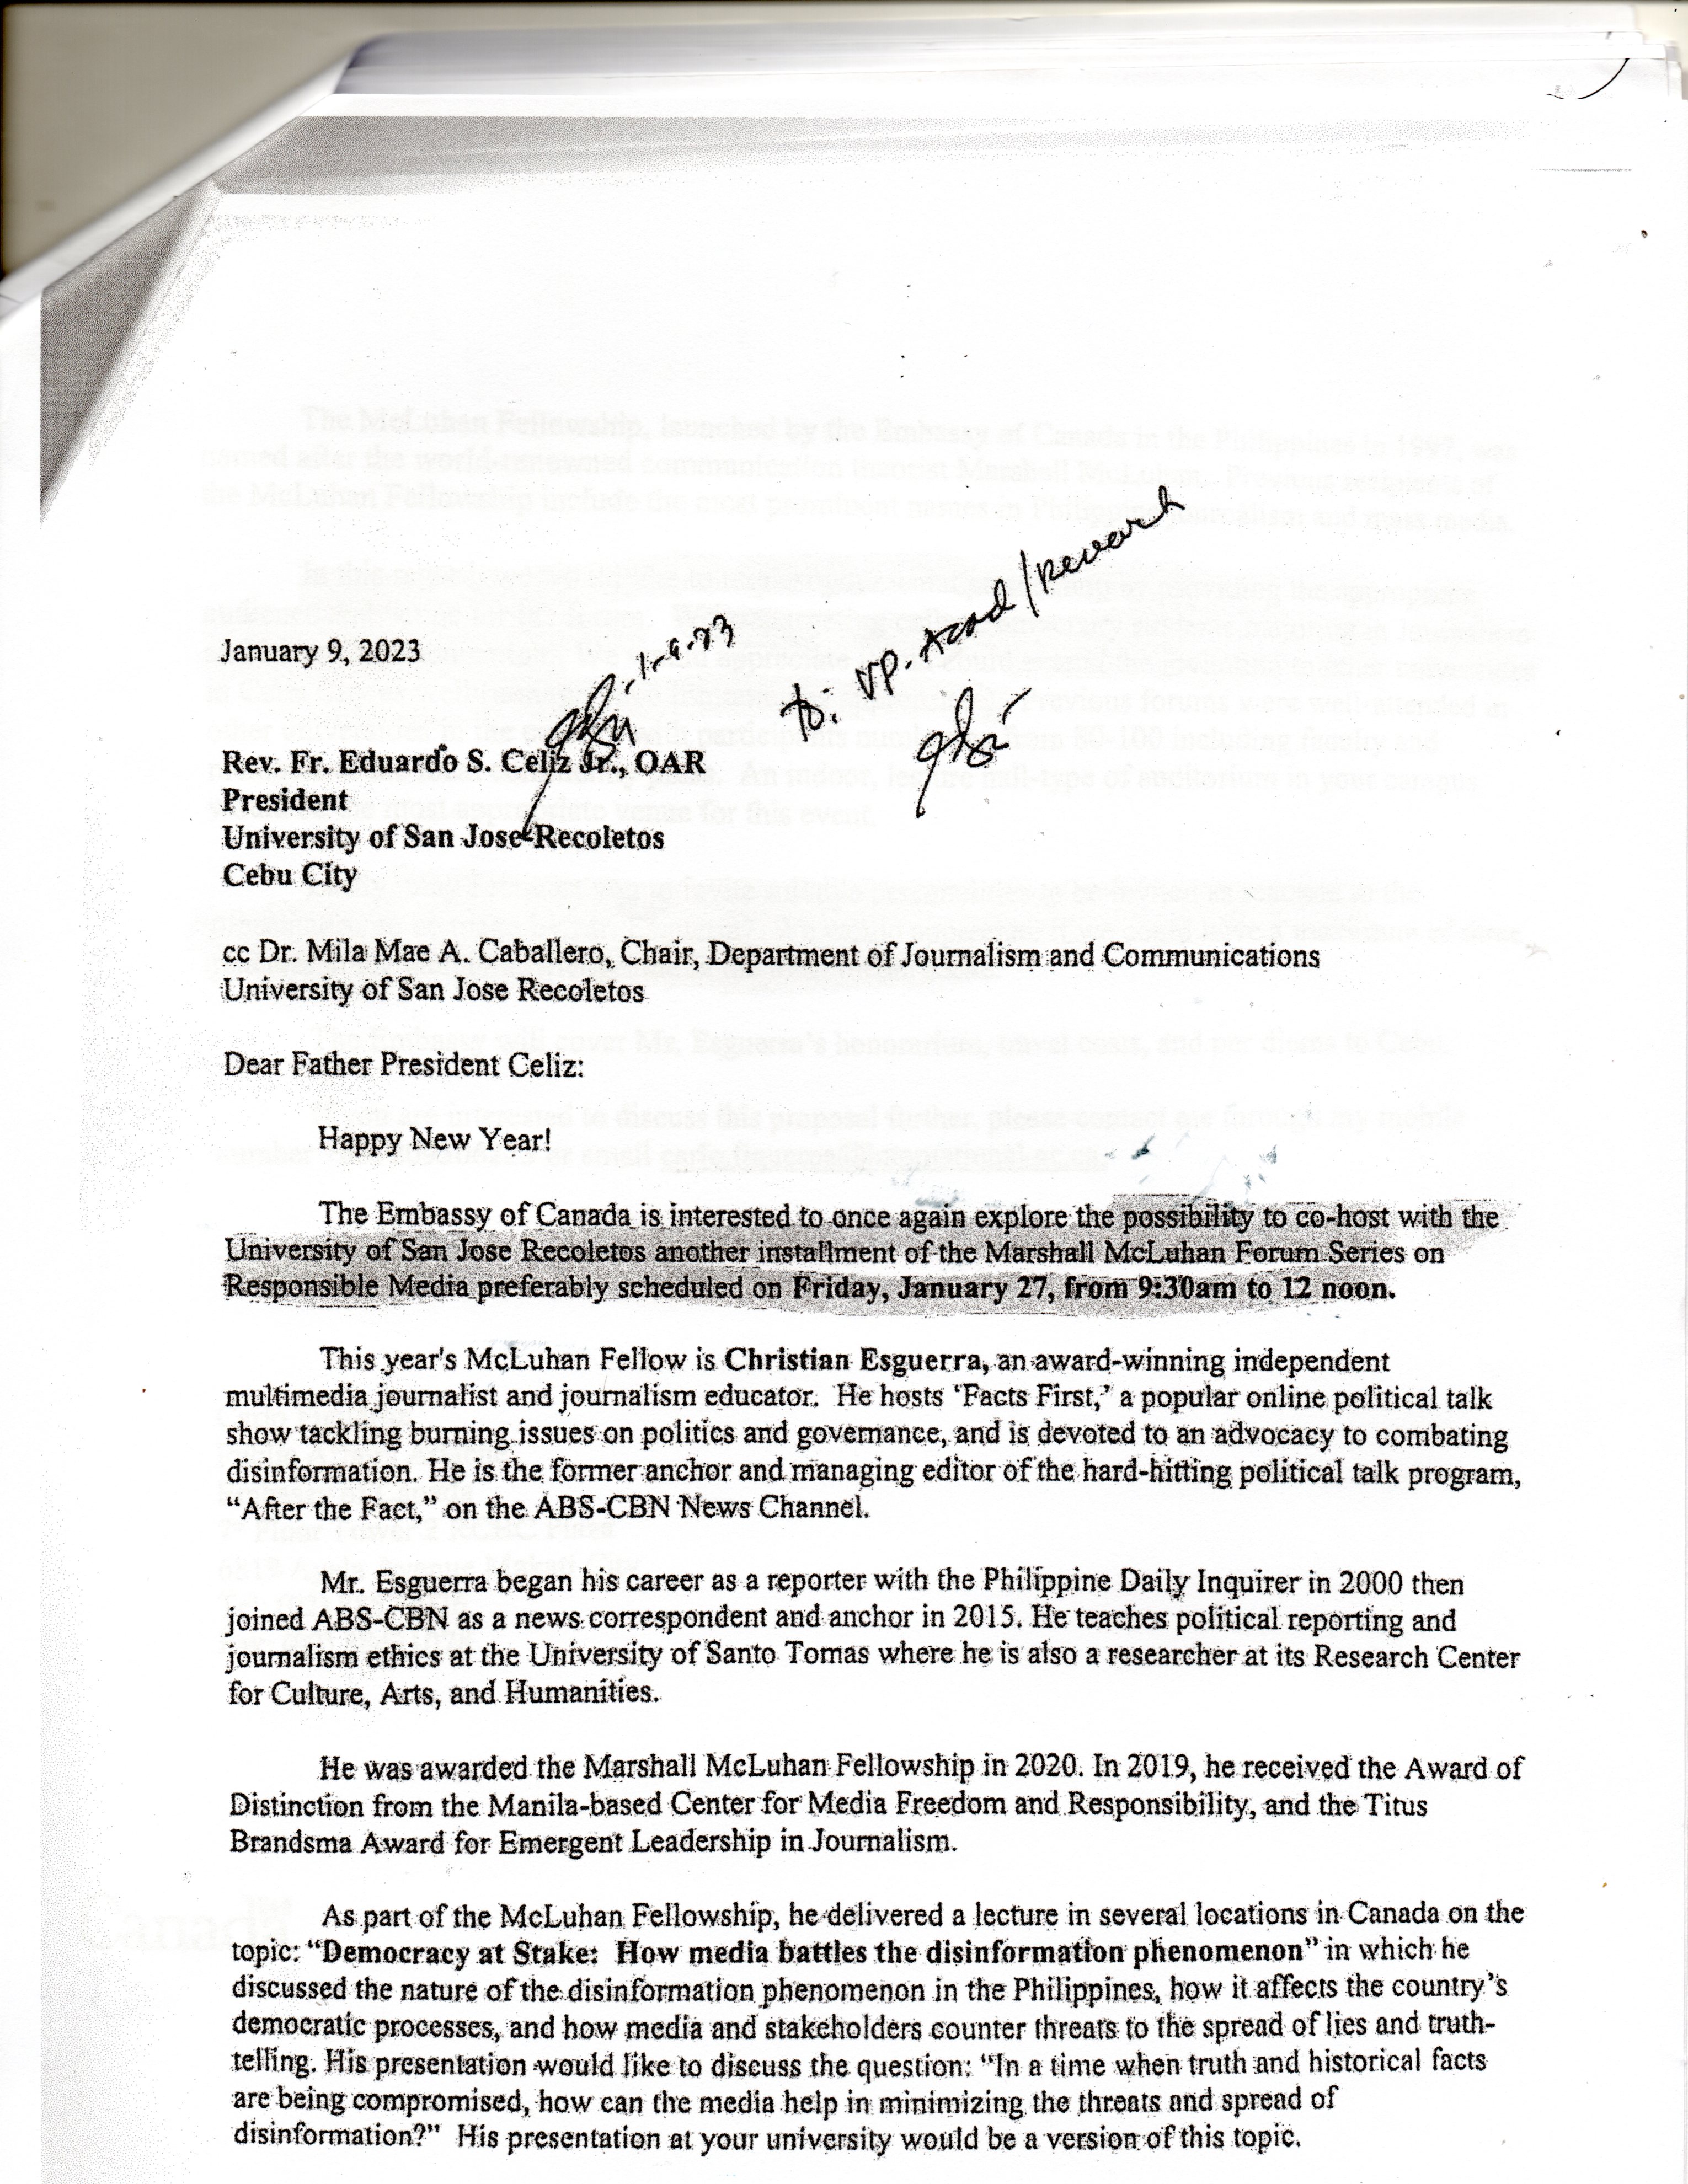 to: VP. Acad/Research
1-9-23
January 9, 2023
Rev. Fr. Eduardo S. Celiz Jr., OAR
President
University of San Jose-Recoletos
Cebu City
cc Dr. Mila Mae A. Caballero, Chair, Department of Journalism and Communications
University of San Jose Recoletos
Dear Father President Celiz:
Happy New Year!
The Embassy of Canada is interested to once again explore the possibility to co-host with the
University of San Jose Recoletos another installment of the Marshall McLuhan Forum Series on
Responsible Media preferably scheduled on Friday, January 27, from 9:30am to 12 noon.
This year's McLuhan Fellow is Christian Esguerra, an award-winning independent
multimedia journalist and journalism educator. He hosts ‘Facts First,’ a popular online political talk
show tackling burning issues on politics and governance, and is devoted to an advocacy to combating
disinformation. He is the former anchor and managing editor of the hard-hitting political talk program,
“After the Fact,” on the ABS-CBN News Channel.
Mr. Esguerra began his career as a reporter with the Philippine Daily Inquirer in 2000 then
joined ABS-CBN as a news correspondent and anchor in 2015. He teaches political reporting and
journalism ethics at the University of Santo Tomas where he is also a researcher at its Research Center
for Culture, Arts, and Humanities.
He was awarded the Marshall McLuhan Fellowship in 2020. In 2019, he received the Award of
Distinction from the Manila-based Center for Media Freedom and Responsibility, and the Titus
Brandsma Award for Emergent Leadership in Journalism.
As part of the McLuhan Fellowship, he delivered a lecture in several locations in Canada on the
topic: “Democracy at Stake: How media battles the disinformation phenomenon” in which he
discussed the nature of the disinformation phenomenon in the Philippines, how it affects the country’s
democratic processes, and how media and stakeholders counter threats to the spread of lies and truth-
telling. His presentation would like to discuss the question: “In a time when truth and historical facts
are being compromised, how can the media help in minimizing the threats and spread of
disinformation?” His presentation at your university would be a version of this topic.